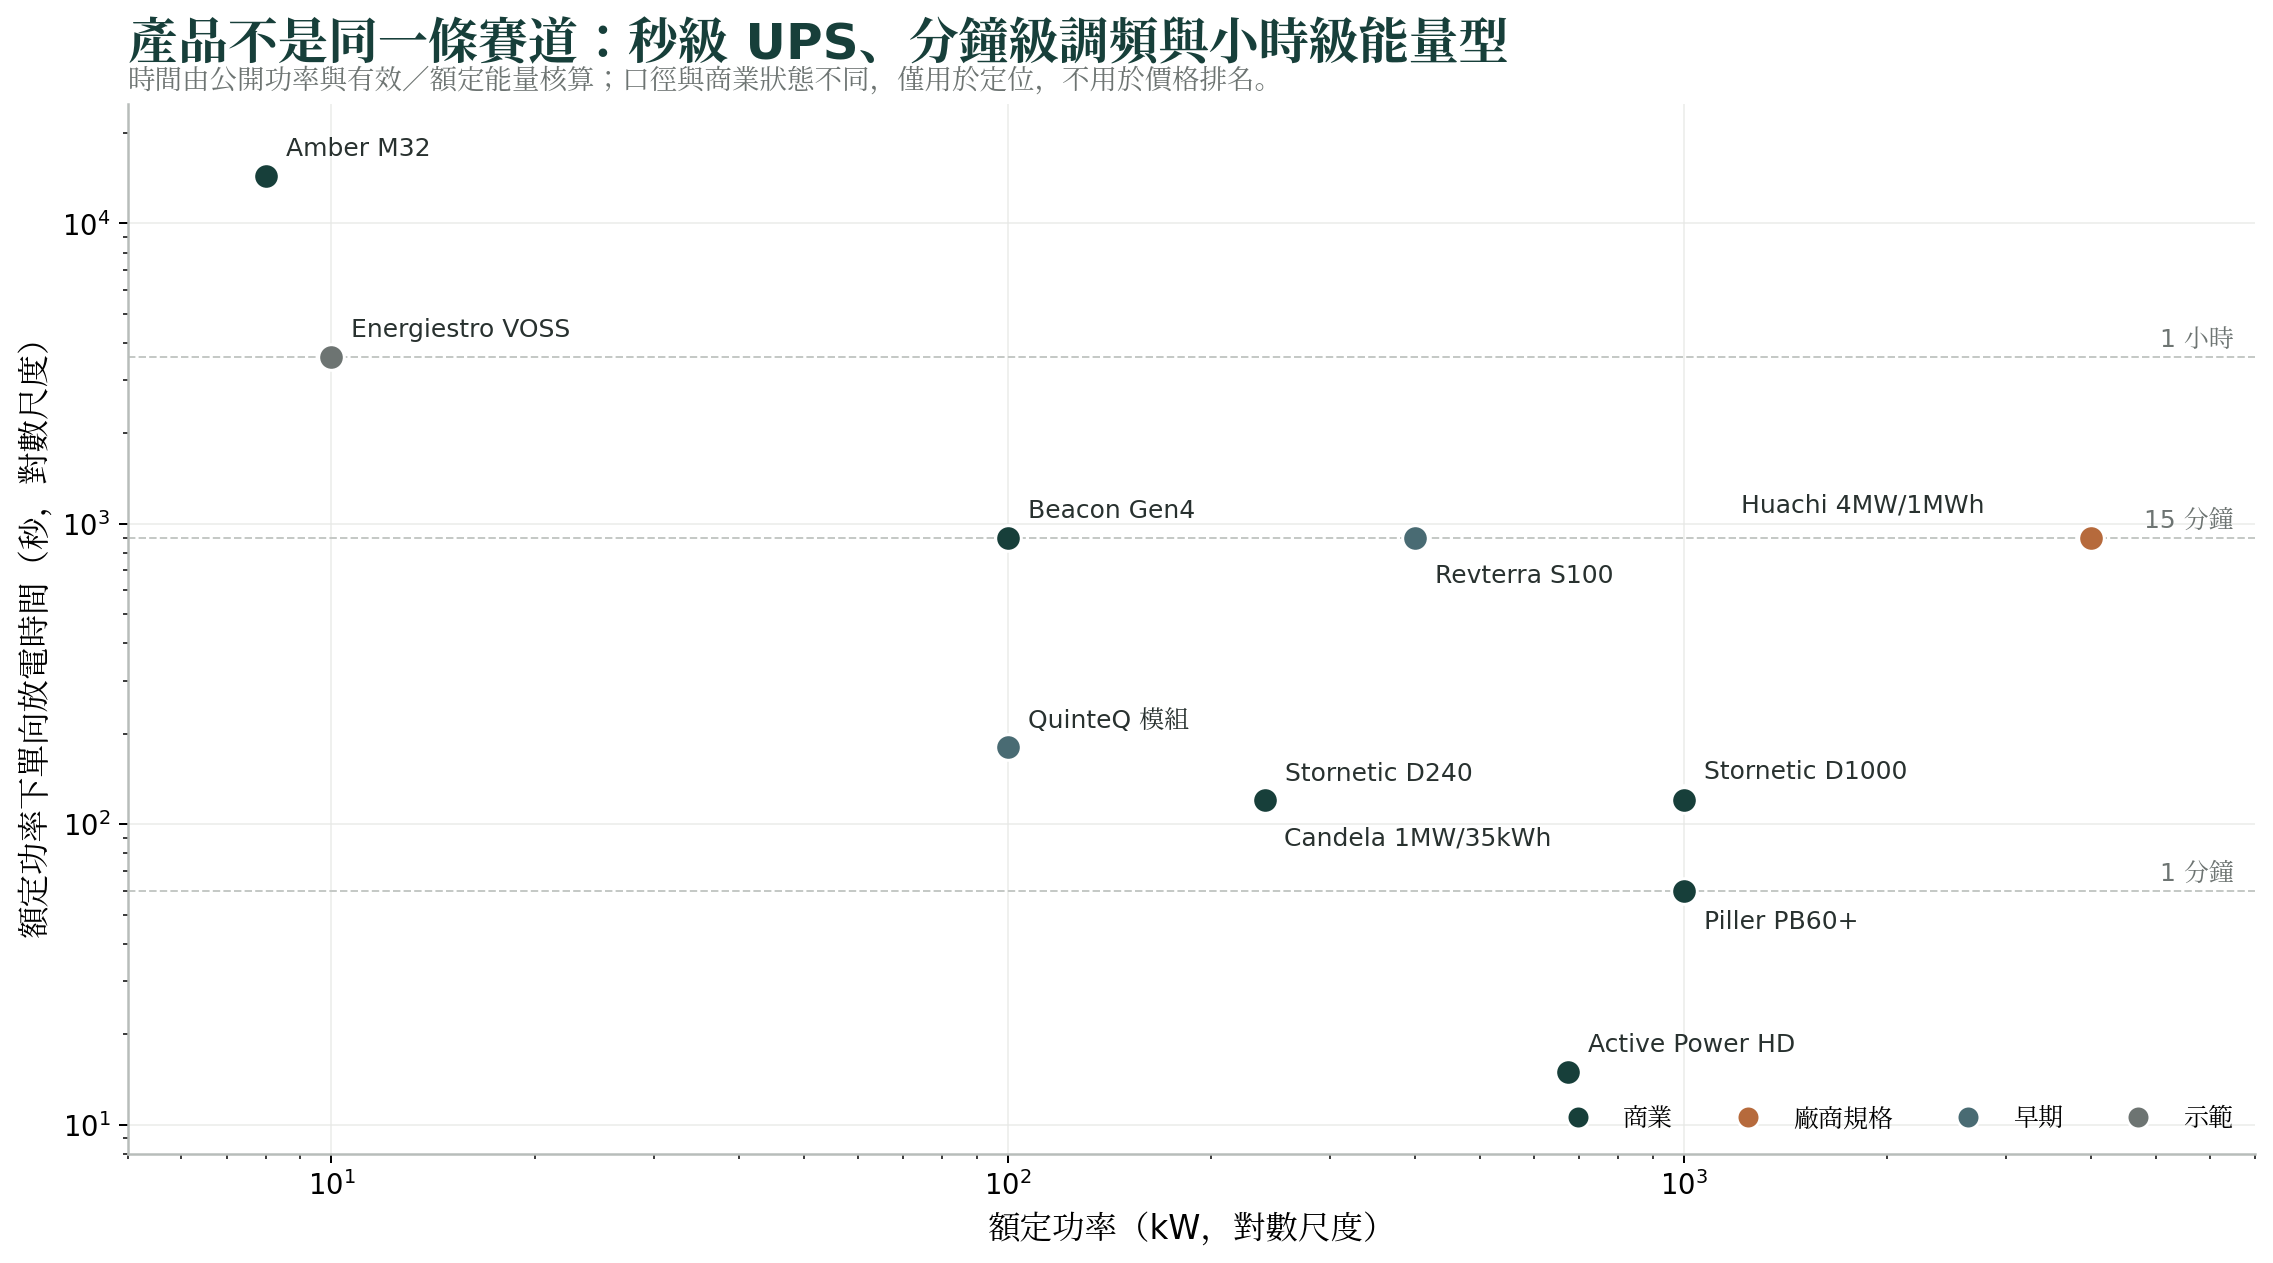 產品不是同一條賽道：秒級 UPS、分鐘級調頻與小時級能量型
時間由公開功率與有效／額定能量核算；口徑與商業狀態不同，僅用於定位，不用於價格排名。
額定功率下單向放電時間（秒，對數尺度）
10⁴
10³
10²
10¹
Amber M32
Energiestro VOSS
1 小時
Beacon Gen4
Huachi 4MW/1MWh
15 分鐘
Revterra S100
QuinteQ 模組
Stornetic D240
Stornetic D1000
Candela 1MW/35kWh
1 分鐘
Piller PB60+
Active Power HD
商業
廠商規格
早期
示範
10¹
10²
10³
額定功率（kW，對數尺度）